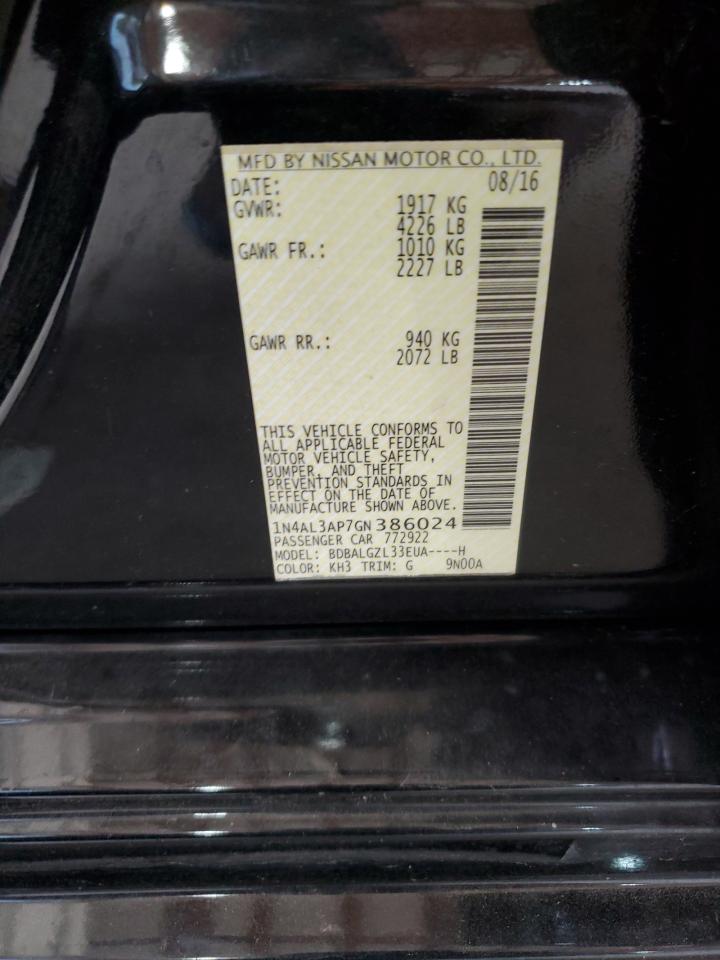 MFD BY NISSAN MOTOR CO., LTD.
DATE: 08/16
GVWR: 1917 KG
4226 LB
GAWR FR.: 1010 KG
2227 LB
GAWR RR.: 940 KG
2072 LB
THIS VEHICLE CONFORMS TO
ALL APPLICABLE FEDERAL
MOTOR VEHICLE SAFETY,
BUMPER, AND THEFT
PREVENTION STANDARDS IN
EFFECT ON THE DATE OF
MANUFACTURE SHOWN ABOVE.
1N4AL3AP7GN386024
PASSENGER CAR 772922
MODEL: BDBALGZL33EUA----H
COLOR: KH3 TRIM: G 9N00A